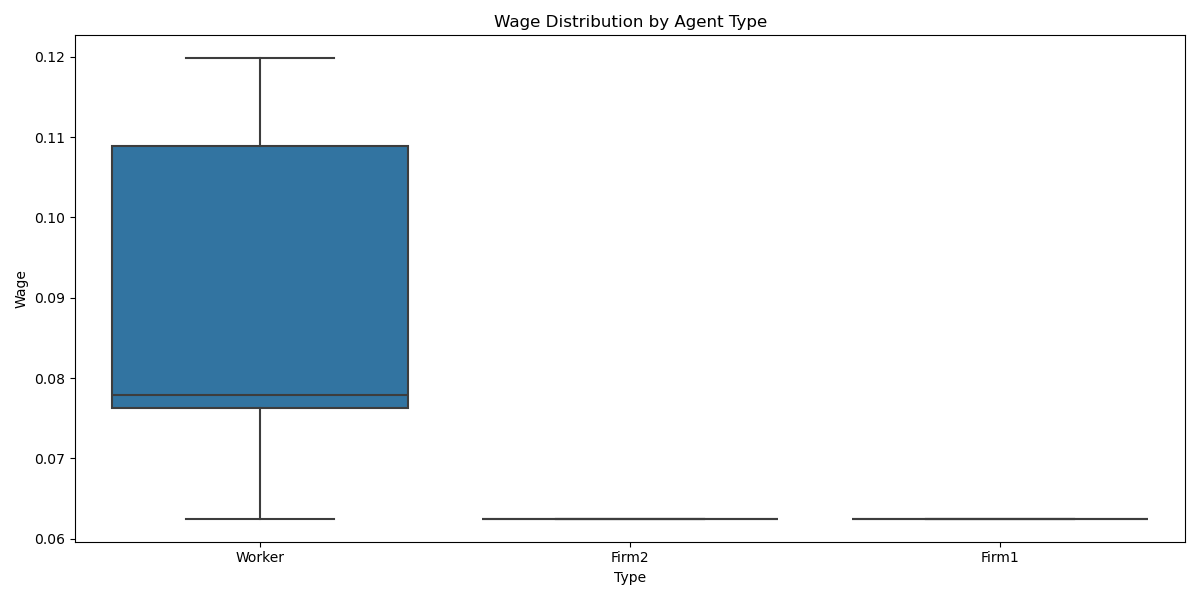 Wage Distribution by Agent Type
0.12
0.11
0.10
0.09
0.08
0.07
0.06
Wage
Worker
Firm2
Firm1
Type